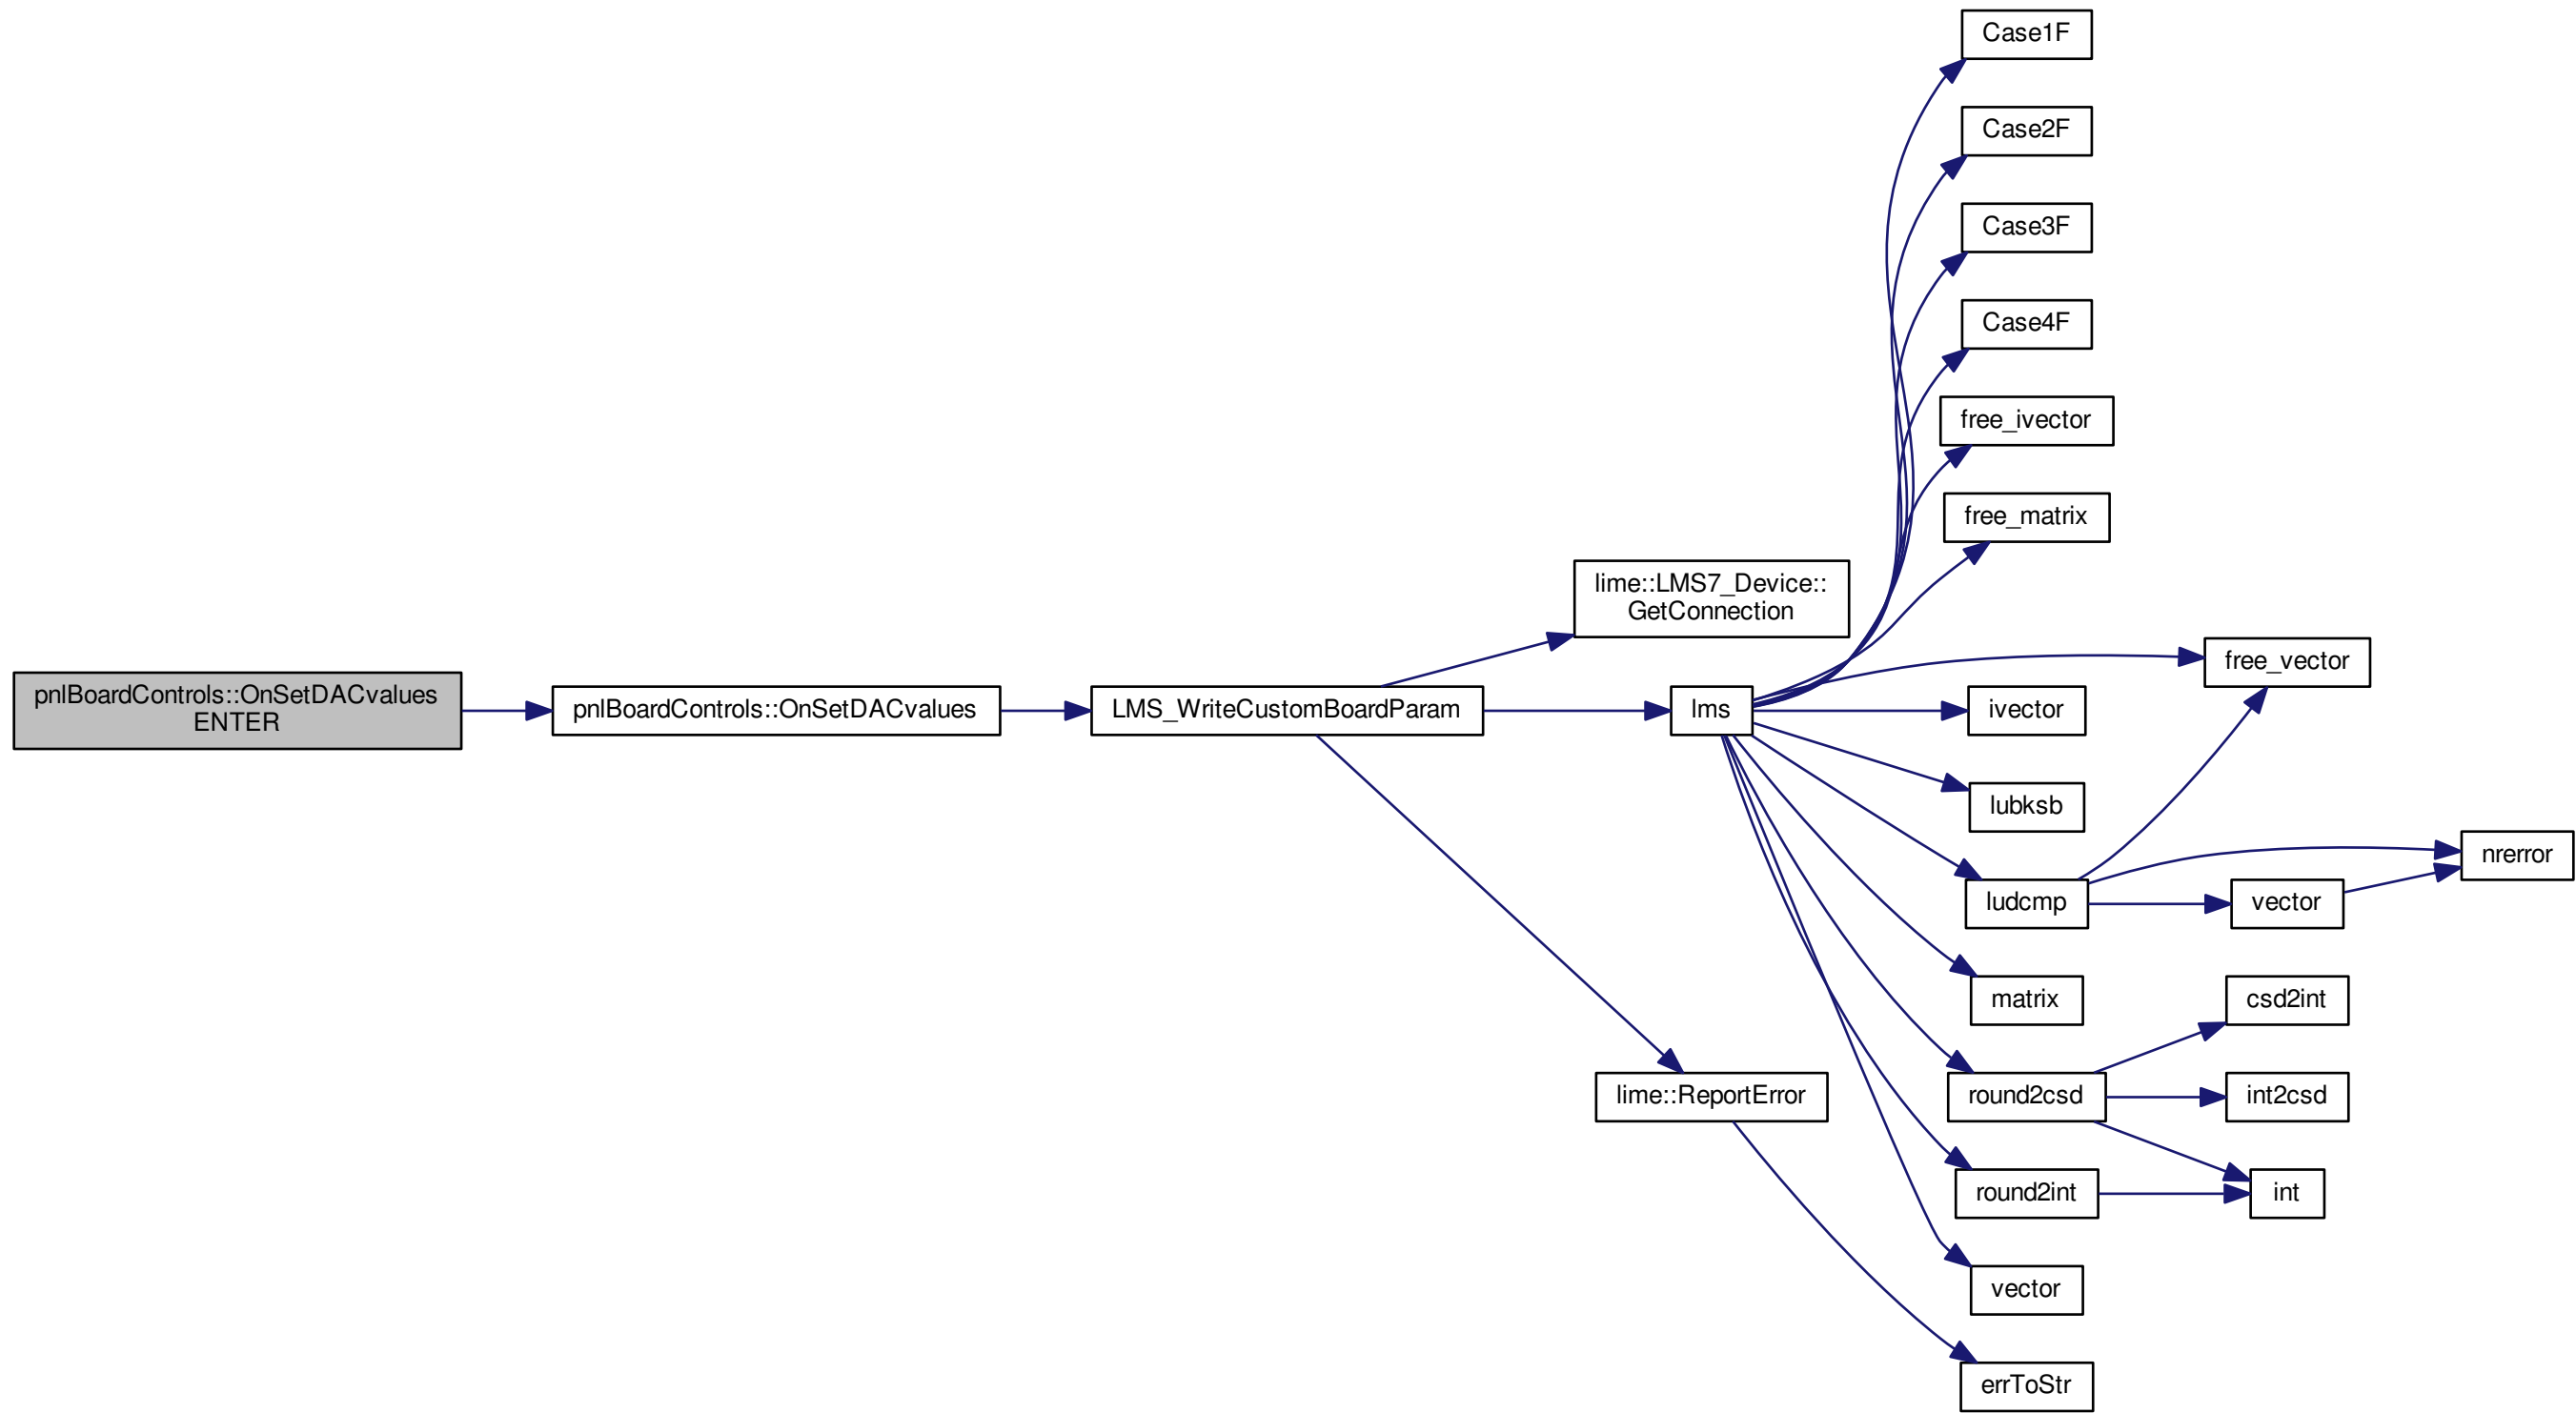 Case1F
Case2F
Case3F
Case4F
free_ivector
free_matrix
lime::LMS7_Device::
GetConnection
free_vector
pnlBoardControls::OnSetDACvalues
ENTER
pnlBoardControls::OnSetDACvalues
LMS_WriteCustomBoardParam
lms
ivector
lubksb
nrerror
ludcmp
vector
matrix
csd2int
lime::ReportError
round2csd
int2csd
round2int
int
vector
errToStr